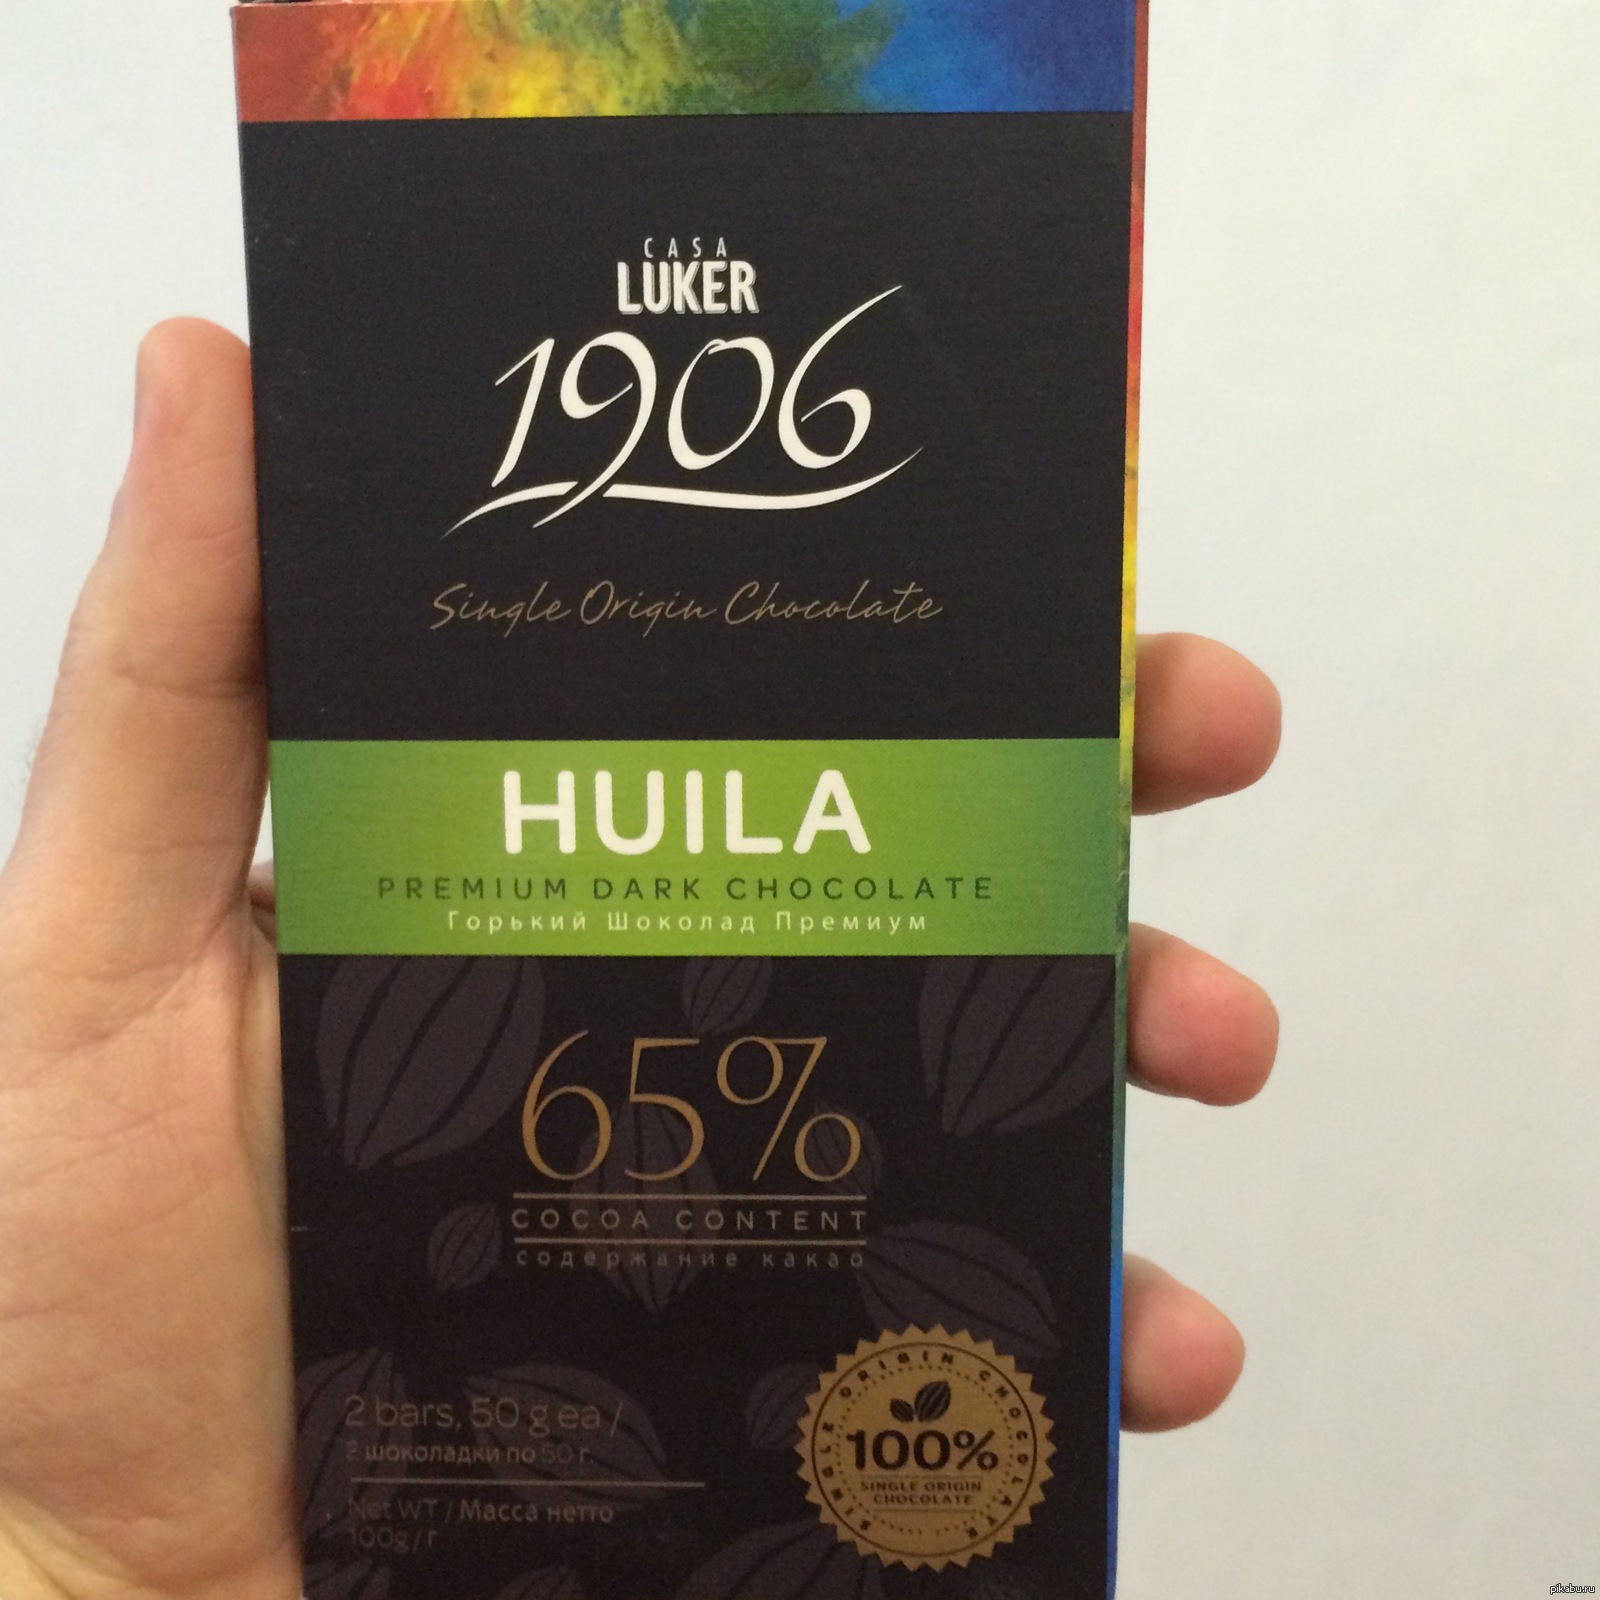 CASA
LUKER
1906
Single Origin Chocolate
HUILA
PREMIUM DARK CHOCOLATE
Горький Шоколад Премиум
65%
COCOA CONTENT
содержание какао
2 bars, 50 g ea /
2 шоколадки по 50 г.
Net WT / Масса нетто
100g/г
SINGLE ORIGIN CHOCOLATE
100%
SINGLE ORIGIN
CHOCOLATE
pikabu.ru